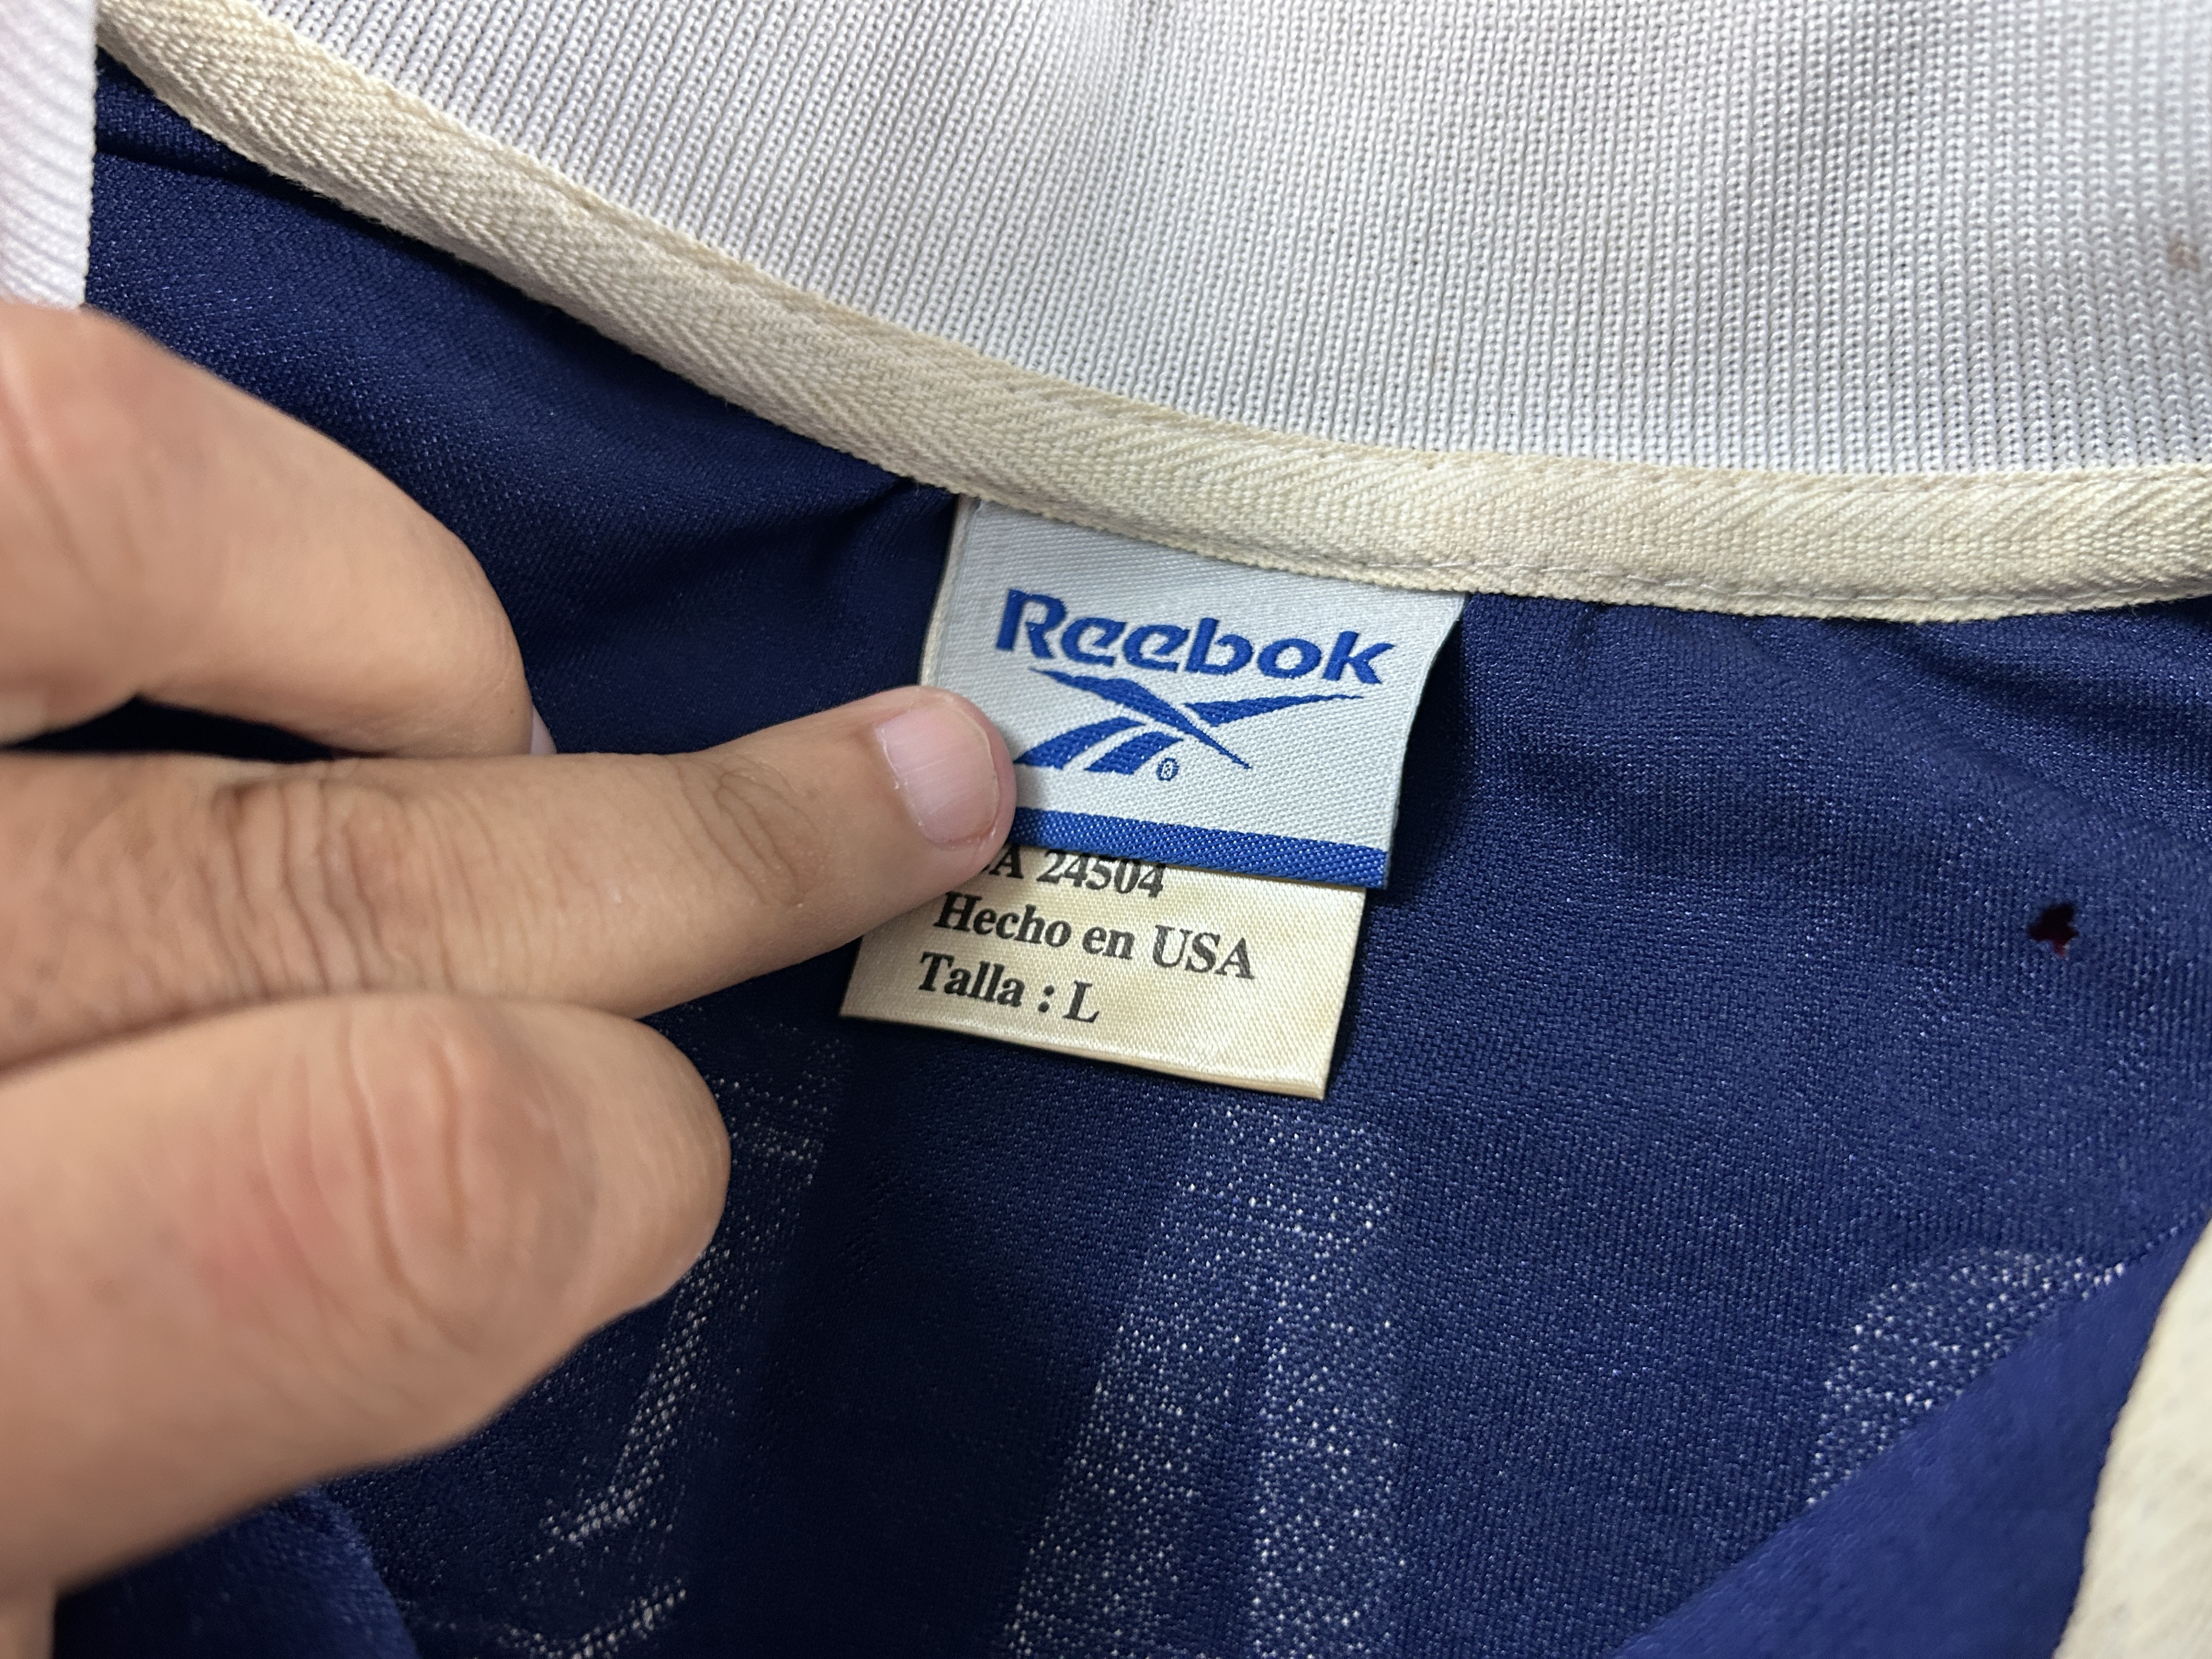 Reebok
®
A 24504
Hecho en USA
Talla : L